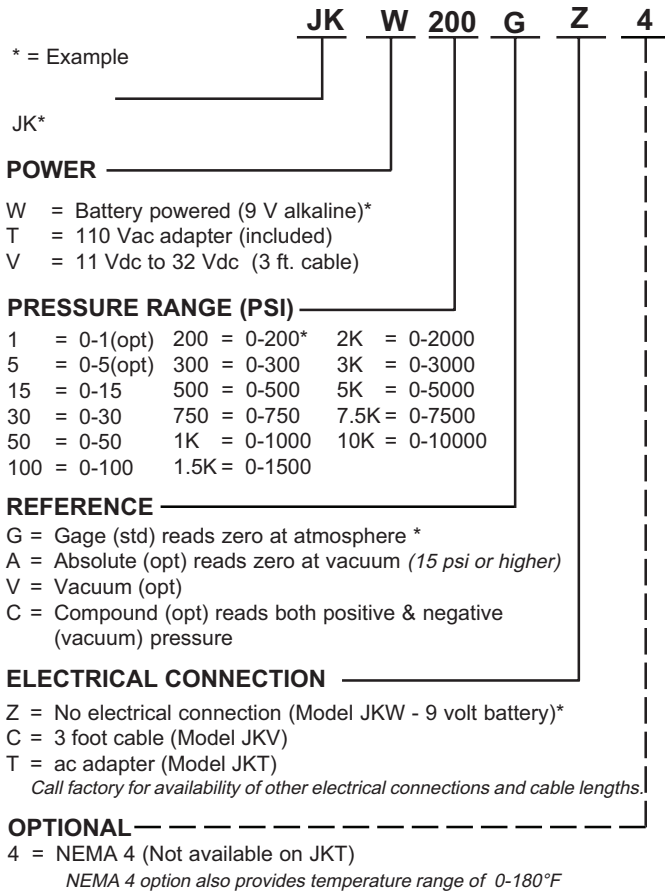 JK W 200 G Z 4
* = Example
JK*
POWER
W = Battery powered (9 V alkaline)*
T = 110 Vac adapter (included)
V = 11 Vdc to 32 Vdc (3 ft. cable)
PRESSURE RANGE (PSI)
1 = 0-1(opt) 200 = 0-200* 2K = 0-2000
5 = 0-5(opt) 300 = 0-300 3K = 0-3000
15 = 0-15 500 = 0-500 5K = 0-5000
30 = 0-30 750 = 0-750 7.5K = 0-7500
50 = 0-50 1K = 0-1000 10K = 0-10000
100 = 0-100 1.5K = 0-1500
REFERENCE
G = Gage (std) reads zero at atmosphere *
A = Absolute (opt) reads zero at vacuum (15 psi or higher)
V = Vacuum (opt)
C = Compound (opt) reads both positive & negative
(vacuum) pressure
ELECTRICAL CONNECTION
Z = No electrical connection (Model JKW - 9 volt battery)*
C = 3 foot cable (Model JKV)
T = ac adapter (Model JKT)
Call factory for availability of other electrical connections and cable lengths.
OPTIONAL
4 = NEMA 4 (Not available on JKT)
NEMA 4 option also provides temperature range of 0-180°F